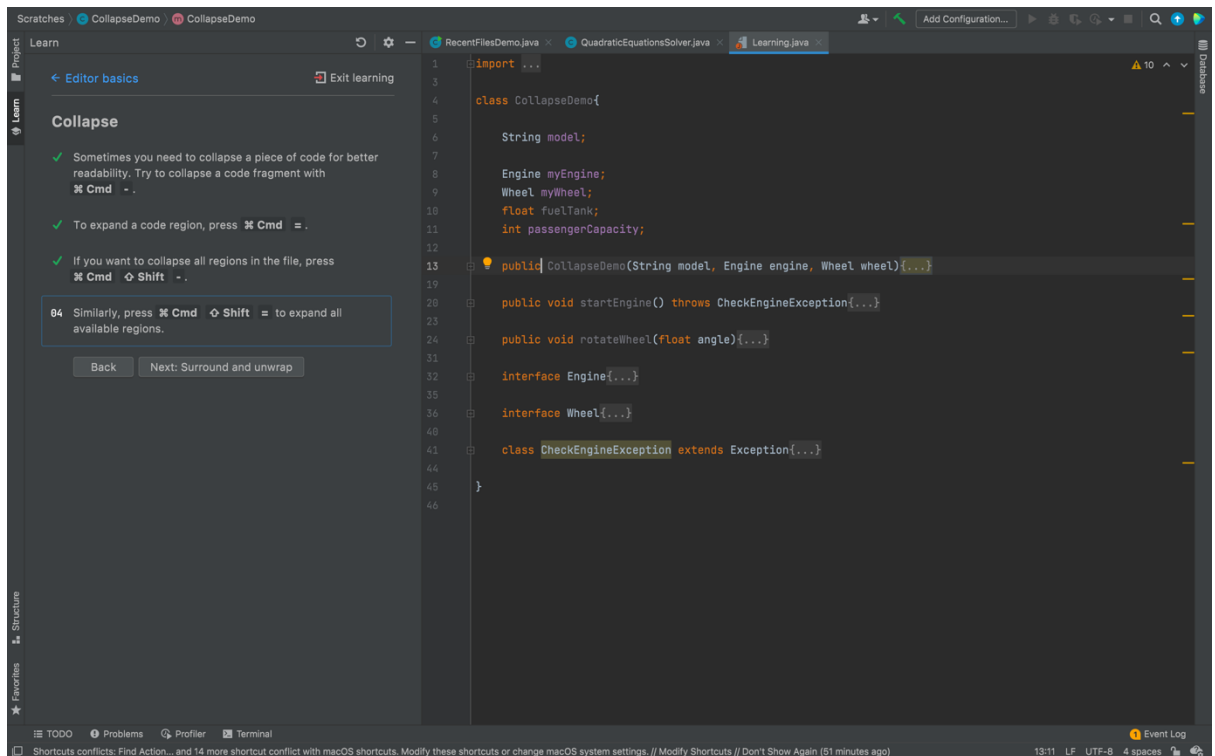 Scratches › CollapseDemo › CollapseDemo
Add Configuration...
Project
Learn
Structure
Favorites
Learn
← Editor basics
Exit learning
Collapse
✓ Sometimes you need to collapse a piece of code for better
readability. Try to collapse a code fragment with
⌘ Cmd - .
✓ To expand a code region, press ⌘ Cmd = .
✓ If you want to collapse all regions in the file, press
⌘ Cmd ⇧ Shift - .
04 Similarly, press ⌘ Cmd ⇧ Shift = to expand all
available regions.
Back
Next: Surround and unwrap
RecentFilesDemo.java × QuadraticEquationsSolver.java × Learning.java ×
10
Database
1 import ...
3
4 class CollapseDemo{
5
6 String model;
7
8 Engine myEngine;
9 Wheel myWheel;
10 float fuelTank;
11 int passengerCapacity;
12
13 public CollapseDemo(String model, Engine engine, Wheel wheel){...}
19
20 public void startEngine() throws CheckEngineException{...}
23
24 public void rotateWheel(float angle){...}
31
32 interface Engine{...}
35
36 interface Wheel{...}
40
41 class CheckEngineException extends Exception{...}
44
45 }
46
TODO Problems Profiler Terminal
1 Event Log
Shortcuts conflicts: Find Action... and 14 more shortcut conflict with macOS shortcuts. Modify these shortcuts or change macOS system settings. // Modify Shortcuts // Don't Show Again (51 minutes ago)
13:11 LF UTF-8 4 spaces